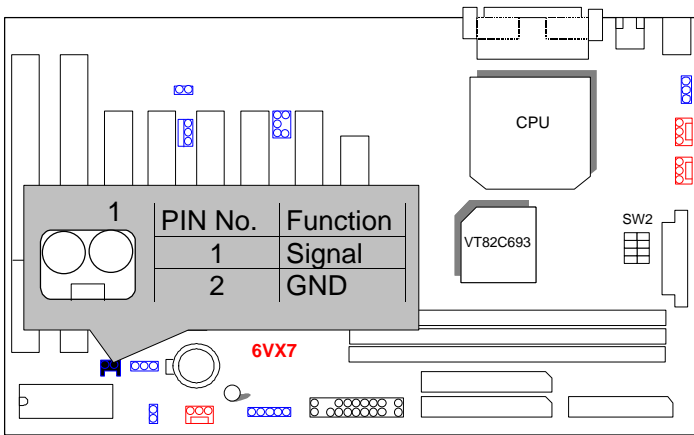 CPU
1
PIN No. Function
1 Signal
2 GND
SW2
VT82C693
6VX7